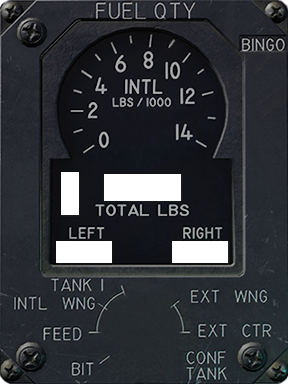 FUEL QTY
BINGO
0 2 4 6 8 10 12 14
INTL
LBS / 1000
TOTAL LBS
LEFT RIGHT
TANK 1
INTL WNG EXT WNG
FEED EXT CTR
BIT CONF
TANK